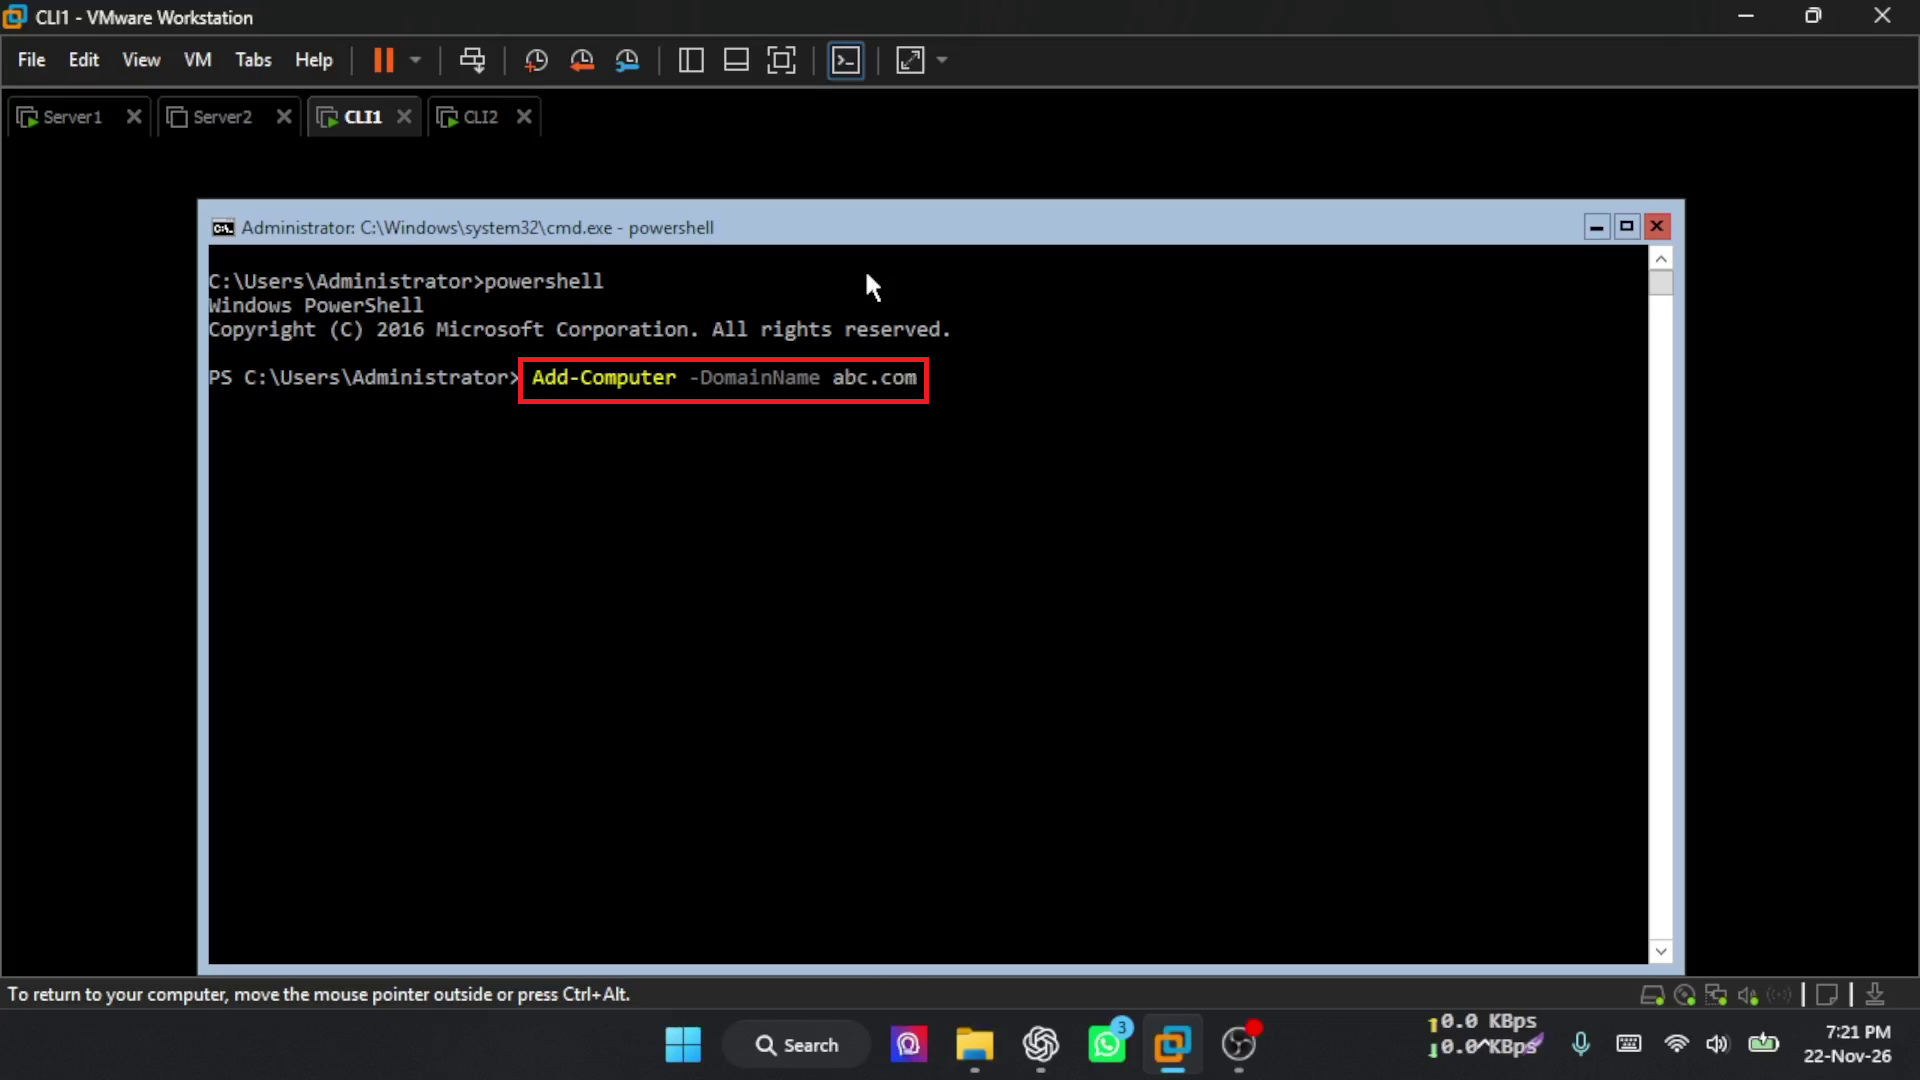 CLI1 - VMware Workstation
File Edit View VM Tabs Help
Server1 Server2 CLI1 CLI2
Administrator: C:\Windows\system32\cmd.exe - powershell
C:\Users\Administrator>powershell
Windows PowerShell
Copyright (C) 2016 Microsoft Corporation. All rights reserved.
PS C:\Users\Administrator> Add-Computer -DomainName abc.com
To return to your computer, move the mouse pointer outside or press Ctrl+Alt.
Search
3
0.0 KBps
0.0 KBps
7:21 PM
22-Nov-26